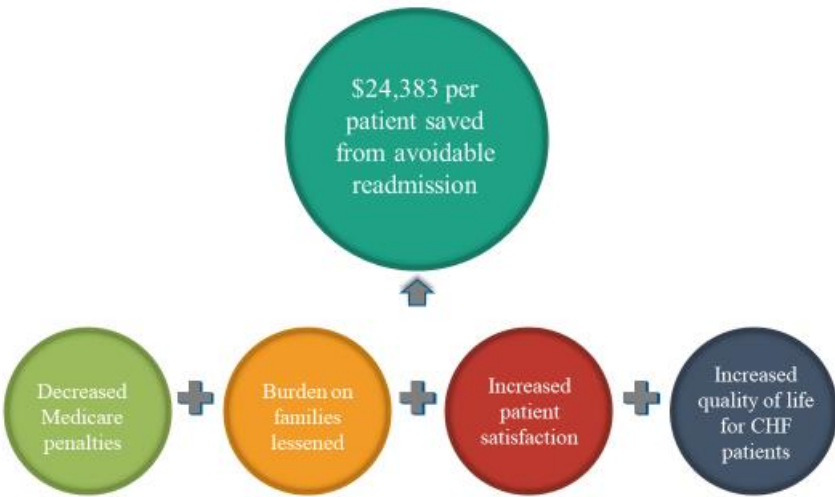 $24,383 per
patient saved
from avoidable
readmission
Decreased
Medicare
penalties
Burden on
families
lessened
Increased
patient
satisfaction
Increased
quality of life
for CHF
patients